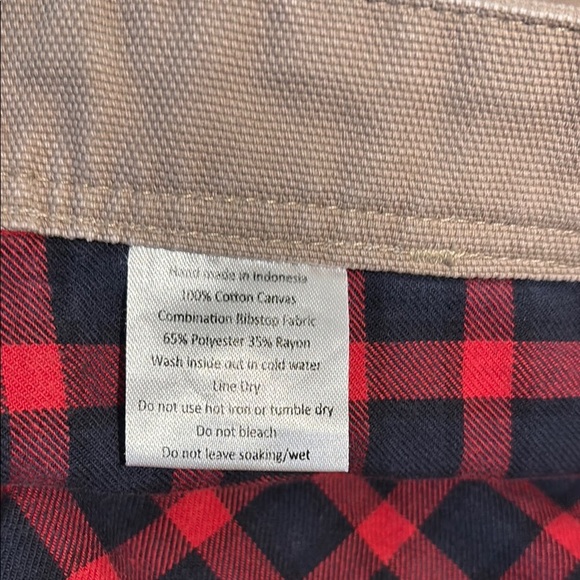 Hand made in Indonesia
100% Cotton Canvas
Combination Ribstop Fabric
65% Polyester 35% Rayon
Wash inside out in cold water
Line Dry
Do not use hot iron or tumble dry
Do not bleach
Do not leave soaking/wet